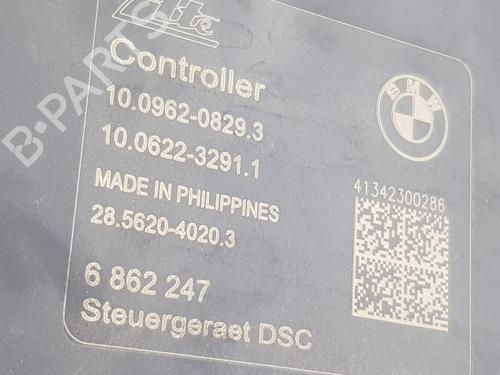 Ate
Controller
10.0962-0829.3
10.0622-3291.1
MADE IN PHILIPPINES
28.5620-4020.3
6 862 247
Steuergeraet DSC
BMW
41342300286
B-PARTS